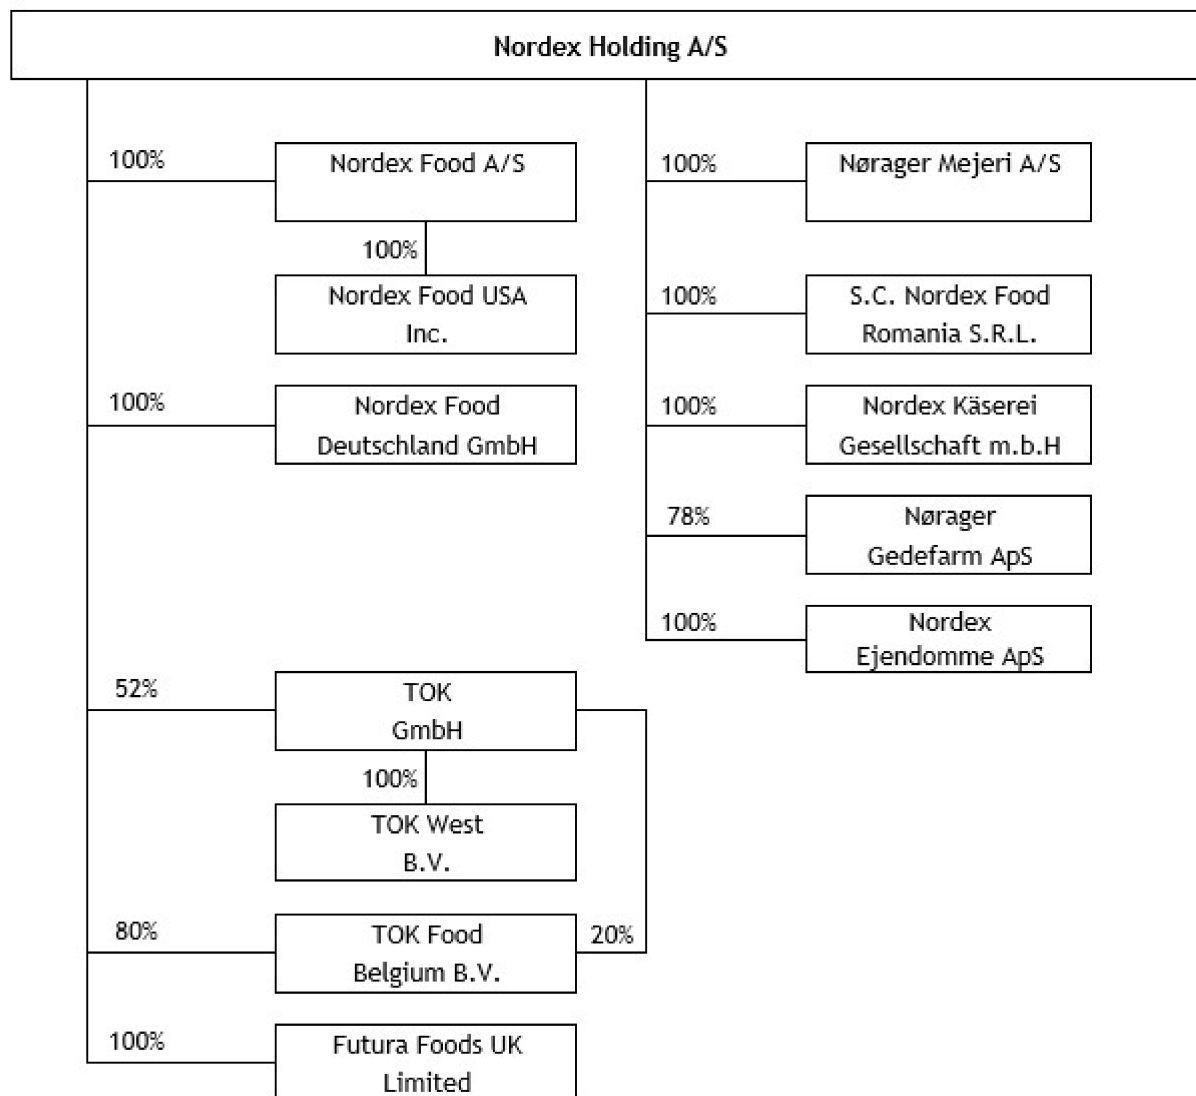 Nordex Holding A/S
100%
Nordex Food A/S
100%
Nordex Food USA
Inc.
100%
Nordex Food
Deutschland GmbH
52%
TOK
GmbH
100%
TOK West
B.V.
80%
TOK Food
Belgium B.V.
20%
100%
Futura Foods UK
Limited
100%
Nørager Mejeri A/S
100%
S.C. Nordex Food
Romania S.R.L.
100%
Nordex Käserei
Gesellschaft m.b.H
78%
Nørager
Gedefarm ApS
100%
Nordex
Ejendomme ApS